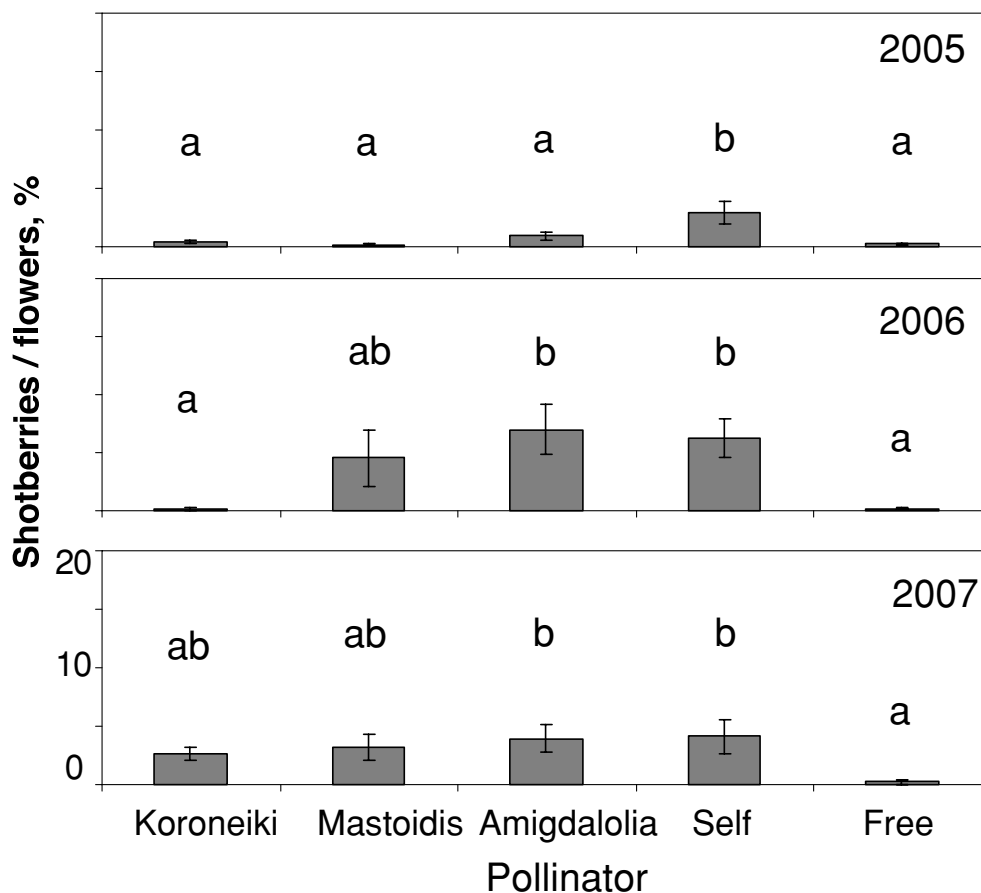 Shotberries / flowers, %
2005
a a a b a
2006
a ab b b a
20
10
0
2007
ab ab b b a
Koroneiki Mastoidis Amigdalolia Self Free
Pollinator